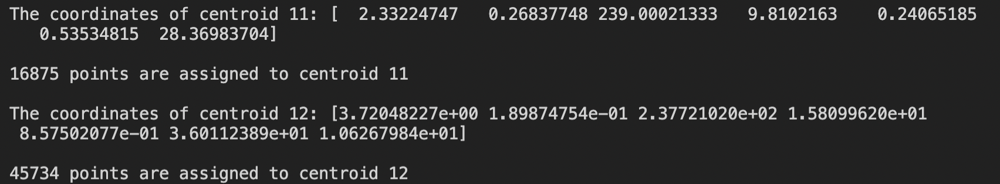 The coordinates of centroid 11: [  2.33224747   0.26837748 239.00021333   9.8102163    0.24065185
   0.53534815  28.36983704]
16875 points are assigned to centroid 11
The coordinates of centroid 12: [3.72048227e+00 1.89874754e-01 2.37721020e+02 1.58099620e+01
 8.57502077e-01 3.60112389e+01 1.06267984e+01]
45734 points are assigned to centroid 12